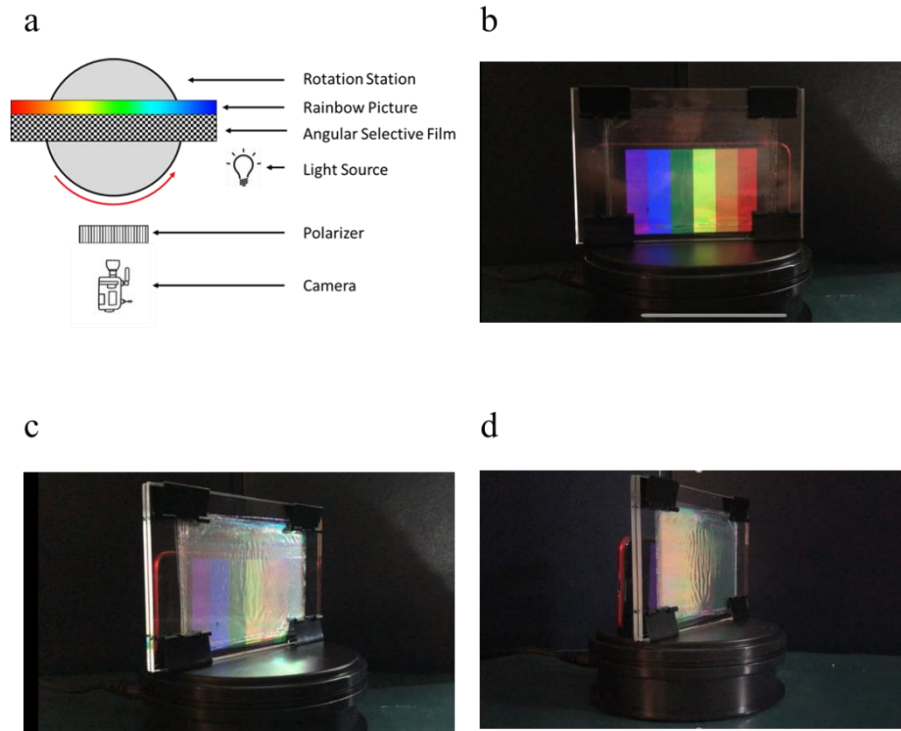 a
Rotation Station
Rainbow Picture
Angular Selective Film
Light Source
Polarizer
Camera
b
c
d